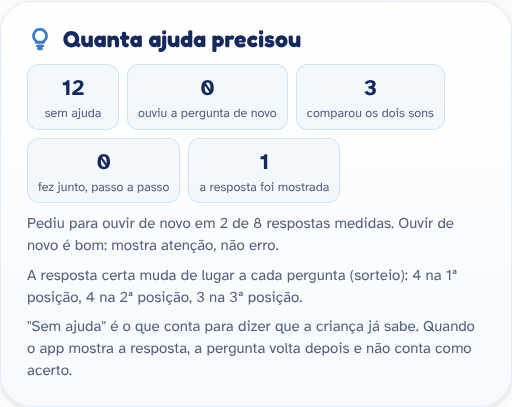 Quanta ajuda precisou
12
sem ajuda
0
ouviu a pergunta de novo
3
comparou os dois sons
0
fez junto, passo a passo
1
a resposta foi mostrada
Pediu para ouvir de novo em 2 de 8 respostas medidas. Ouvir de
novo é bom: mostra atenção, não erro.
A resposta certa muda de lugar a cada pergunta (sorteio): 4 na 1ª
posição, 4 na 2ª posição, 3 na 3ª posição.
"Sem ajuda" é o que conta para dizer que a criança já sabe. Quando
o app mostra a resposta, a pergunta volta depois e não conta como
acerto.